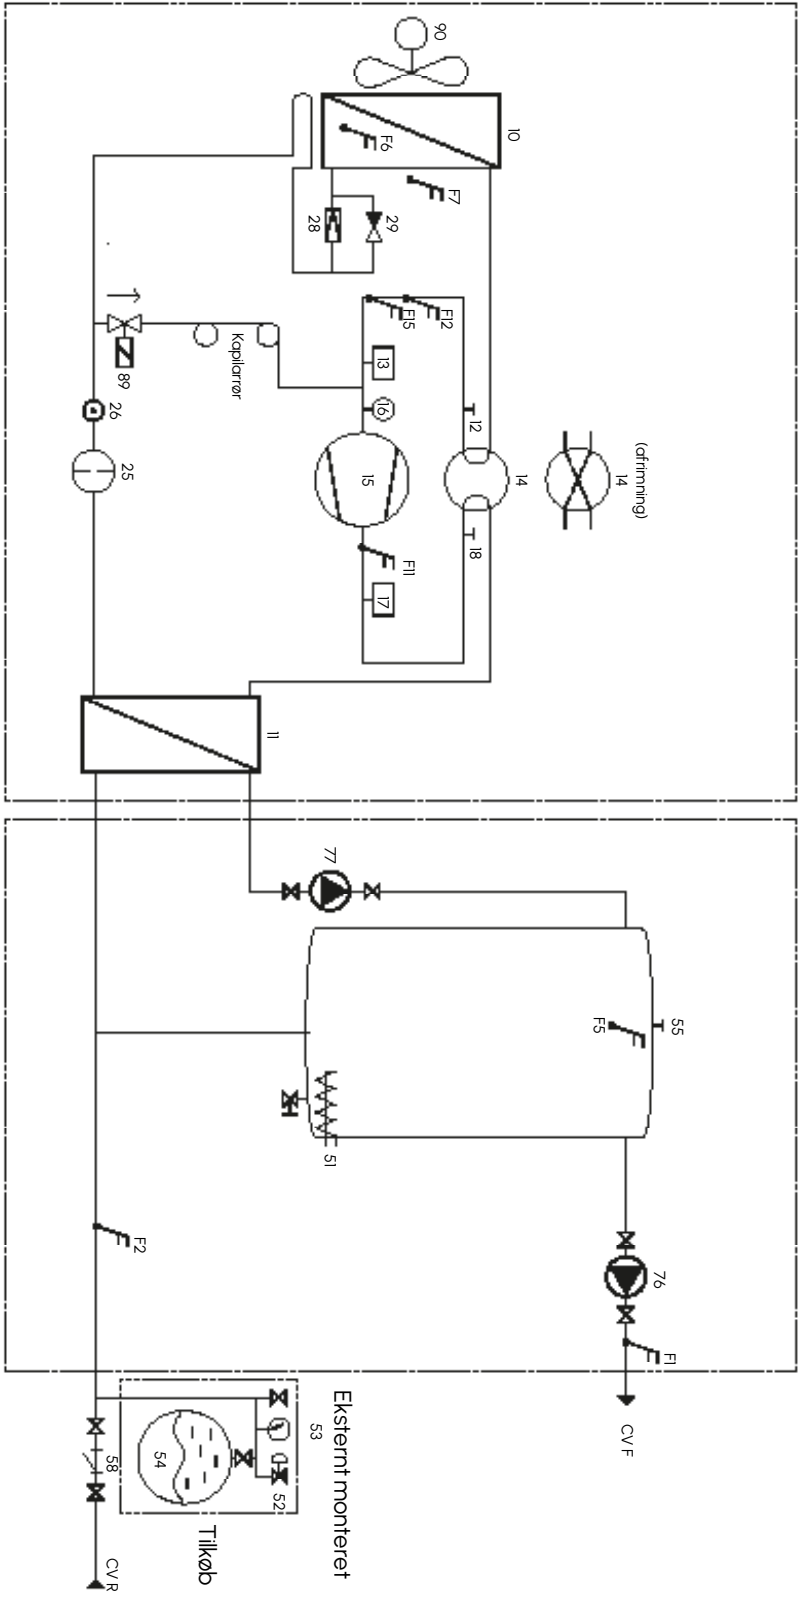 90
10
F6
F7
29
28
F15
F12
Kapilarrør
13
12
89
16
26
(afrimning)
14
14
15
25
18
F11
17
11
77
F5
55
51
F2
76
F1
CV F
Eksternt monteret
53
54
52
58
Tilkøb
CV R